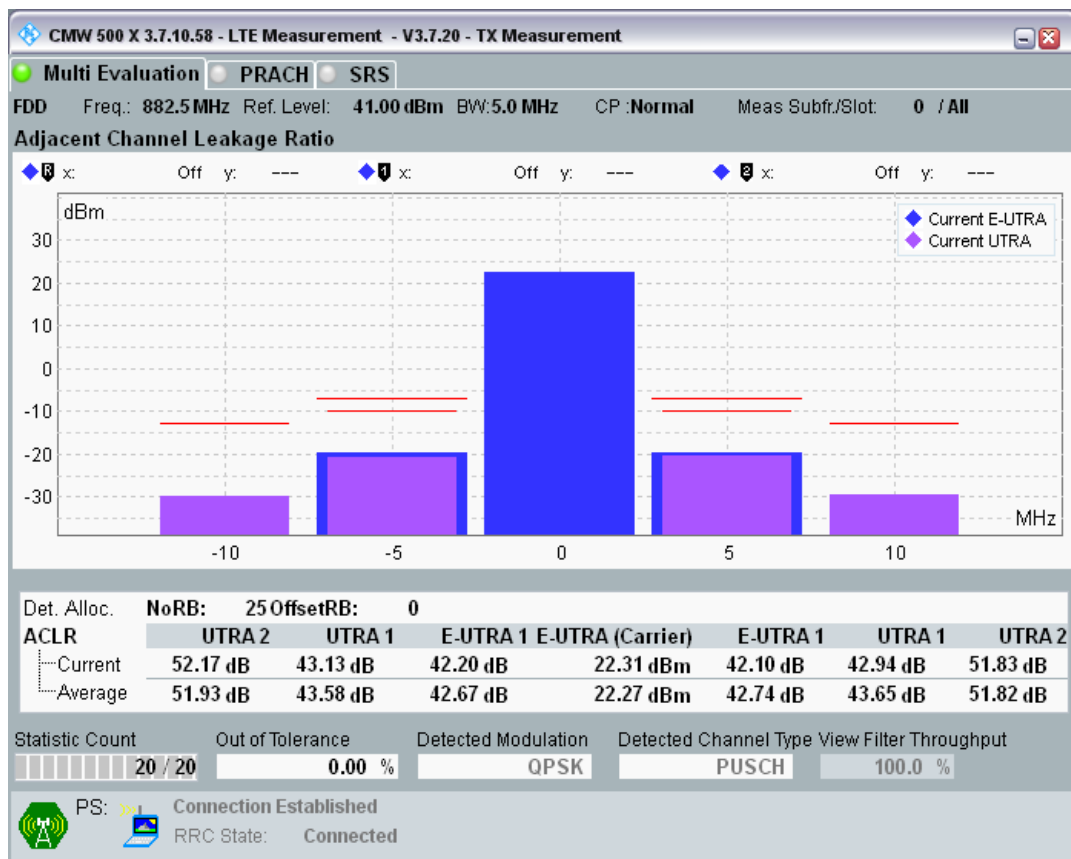 CMW 500 X 3.7.10.58 - LTE Measurement - V3.7.20 - TX Measurement
Multi Evaluation PRACH SRS
FDD Freq.: 882.5 MHz Ref. Level: 41.00 dBm BW:5.0 MHz CP :Normal Meas Subfr./Slot: 0 / All
Adjacent Channel Leakage Ratio
R x: Off y: --- 1 x: Off y: --- 2 x: Off y: ---
dBm
Current E-UTRA
Current UTRA
30
20
10
0
-10
-20
-30
MHz
-10 -5 0 5 10
Det. Alloc. NoRB: 25 OffsetRB: 0
ACLR UTRA 2 UTRA 1 E-UTRA 1 E-UTRA (Carrier) E-UTRA 1 UTRA 1 UTRA 2
Current 52.17 dB 43.13 dB 42.20 dB 22.31 dBm 42.10 dB 42.94 dB 51.83 dB
Average 51.93 dB 43.58 dB 42.67 dB 22.27 dBm 42.74 dB 43.65 dB 51.82 dB
Statistic Count Out of Tolerance Detected Modulation Detected Channel Type View Filter Throughput
20 / 20 0.00 % QPSK PUSCH 100.0 %
PS: Connection Established
RRC State: Connected